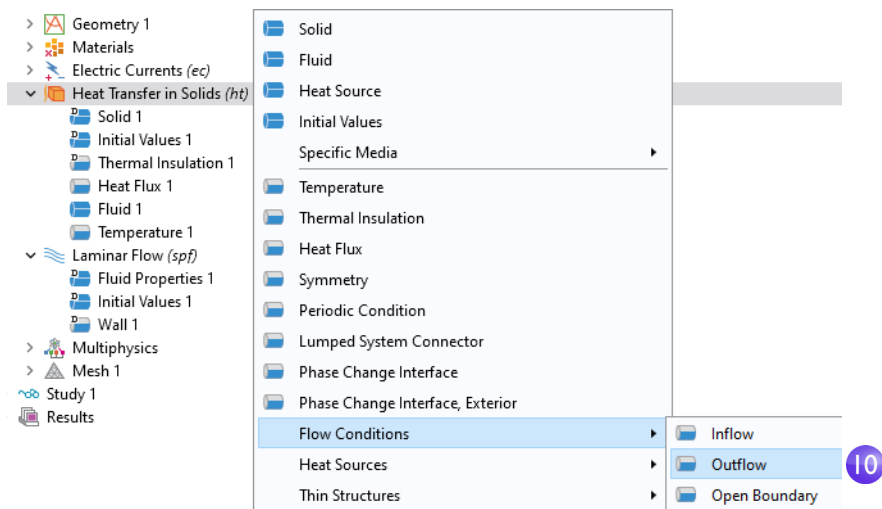 Geometry 1
Materials
Electric Currents (ec)
Heat Transfer in Solids (ht)
Solid 1
Initial Values 1
Thermal Insulation 1
Heat Flux 1
Fluid 1
Temperature 1
Laminar Flow (spf)
Fluid Properties 1
Initial Values 1
Wall 1
Multiphysics
Mesh 1
Study 1
Results
Solid
Fluid
Heat Source
Initial Values
Specific Media
Temperature
Thermal Insulation
Heat Flux
Symmetry
Periodic Condition
Lumped System Connector
Phase Change Interface
Phase Change Interface, Exterior
Flow Conditions
Heat Sources
Thin Structures
Inflow
Outflow
Open Boundary
10